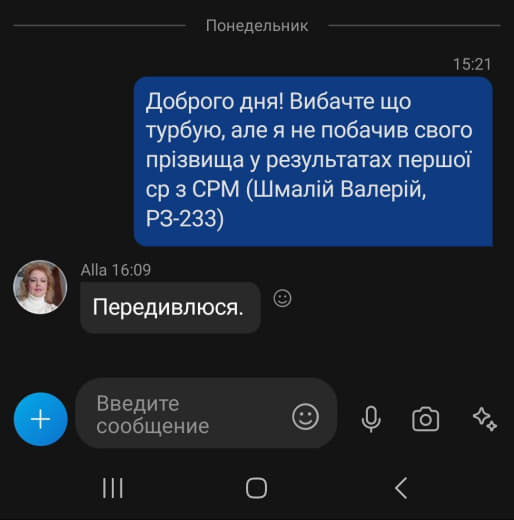 Понедельник
15:21
Доброго дня! Вибачте що
турбую, але я не побачив свого
прізвища у результатах першої
ср з СРМ (Шмалій Валерій,
РЗ-233)
Alla 16:09
Передивлюся.
Введите
сообщение